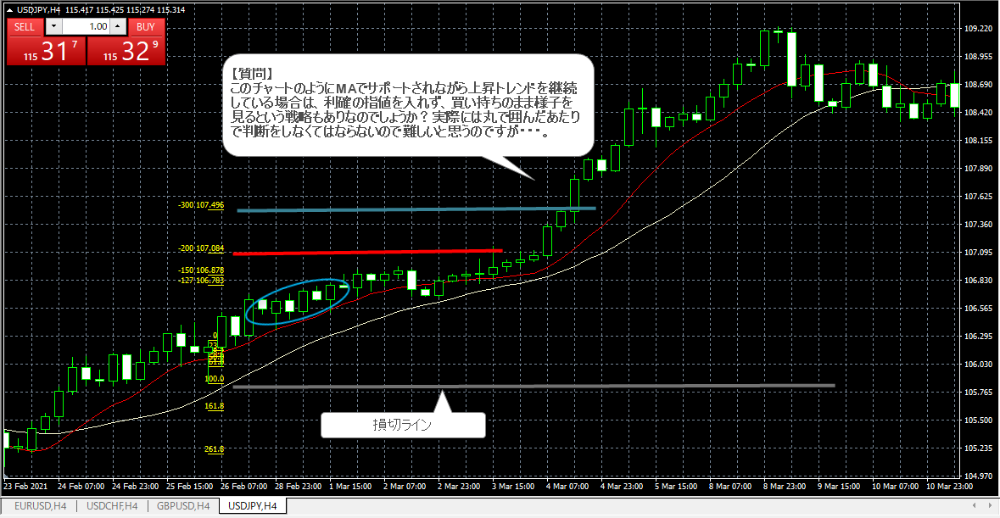 USDJPY,H4 115.417 115.425 115.274 115.314
SELL
1.00
BUY
115 31 7
115 32 9
【質問】
このチャートのようにMAでサポートされながら上昇トレンドを継続
している場合は、利確の指値を入れず、買い持ちのまま様子を
見るという戦略もありなのでしょうか？実際には丸で囲んだあたり
で判断をしなくてはならないので難しいと思うのですが・・・。
-300 107.496
-200 107.084
-150 106.878
-127 106.783
0
100.0
161.8
261.8
損切ライン
109.220
108.955
108.690
108.420
108.155
107.890
107.625
107.360
107.095
106.830
106.565
106.295
106.030
105.765
105.500
105.235
104.970
23 Feb 2021
24 Feb 07:00
24 Feb 23:00
25 Feb 15:00
26 Feb 07:00
28 Feb 23:00
1 Mar 15:00
2 Mar 07:00
2 Mar 23:00
3 Mar 15:00
4 Mar 07:00
4 Mar 23:00
5 Mar 15:00
8 Mar 07:00
8 Mar 23:00
9 Mar 15:00
10 Mar 07:00
10 Mar 23:00
EURUSD,H4
USDCHF,H4
GBPUSD,H4
USDJPY,H4